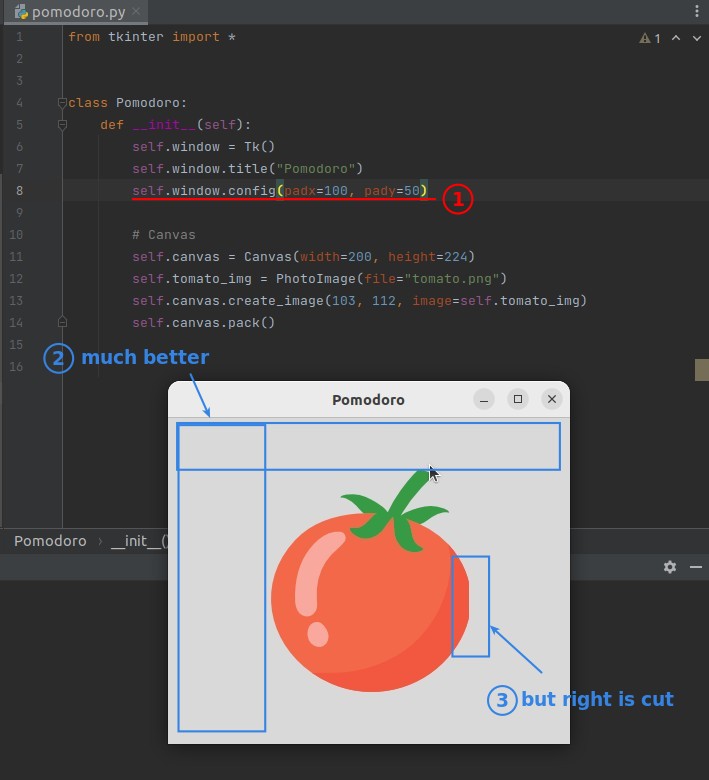 pomodoro.py
1 from tkinter import *
1
2
3
4 class Pomodoro:
5 def __init__(self):
6 self.window = Tk()
7 self.window.title("Pomodoro")
8 self.window.config(padx=100, pady=50)
1
9
10 # Canvas
11 self.canvas = Canvas(width=200, height=224)
12 self.tomato_img = PhotoImage(file="tomato.png")
13 self.canvas.create_image(103, 112, image=self.tomato_img)
14 self.canvas.pack()
15
2 much better
16
Pomodoro
Pomodoro › __init__()
3 but right is cut